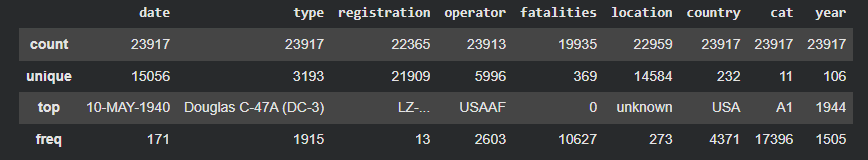 date type registration operator fatalities location country cat year
count 23917 23917 22365 23913 19935 22959 23917 23917 23917
unique 15056 3193 21909 5996 369 14584 232 11 106
top 10-MAY-1940 Douglas C-47A (DC-3) LZ-... USAAF 0 unknown USA A1 1944
freq 171 1915 13 2603 10627 273 4371 17396 1505